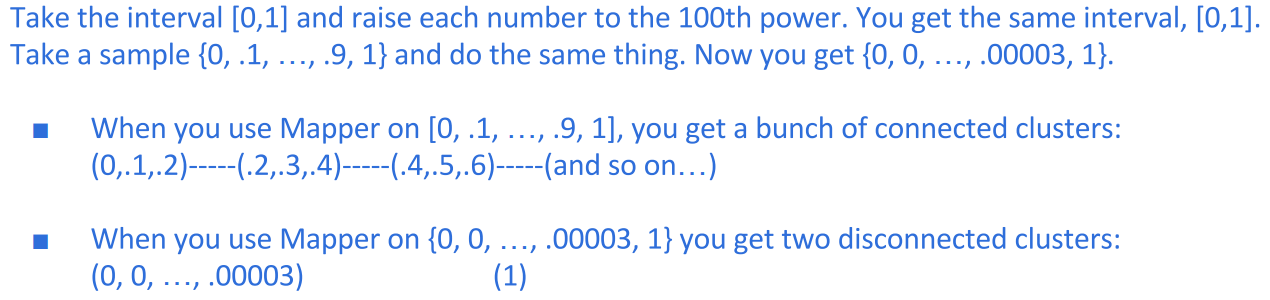 Take the interval [0,1] and raise each number to the 100th power. You get the same interval, [0,1].
Take a sample {0, .1, …, .9, 1} and do the same thing. Now you get {0, 0, …, .00003, 1}.
▪ When you use Mapper on [0, .1, …, .9, 1], you get a bunch of connected clusters:
(0,.1,.2)-----(.2,.3,.4)-----(.4,.5,.6)-----(and so on…)
▪ When you use Mapper on {0, 0, …, .00003, 1} you get two disconnected clusters:
(0, 0, …, .00003) (1)